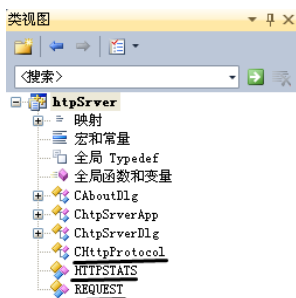 类视图
<搜索>
htpSrver
映射
宏和常量
全局 Typedef
全局函数和变量
CAboutDlg
ChtpSrverApp
ChtpSrverDlg
CHttpProtocol
HTTPSTATS
REQUEST